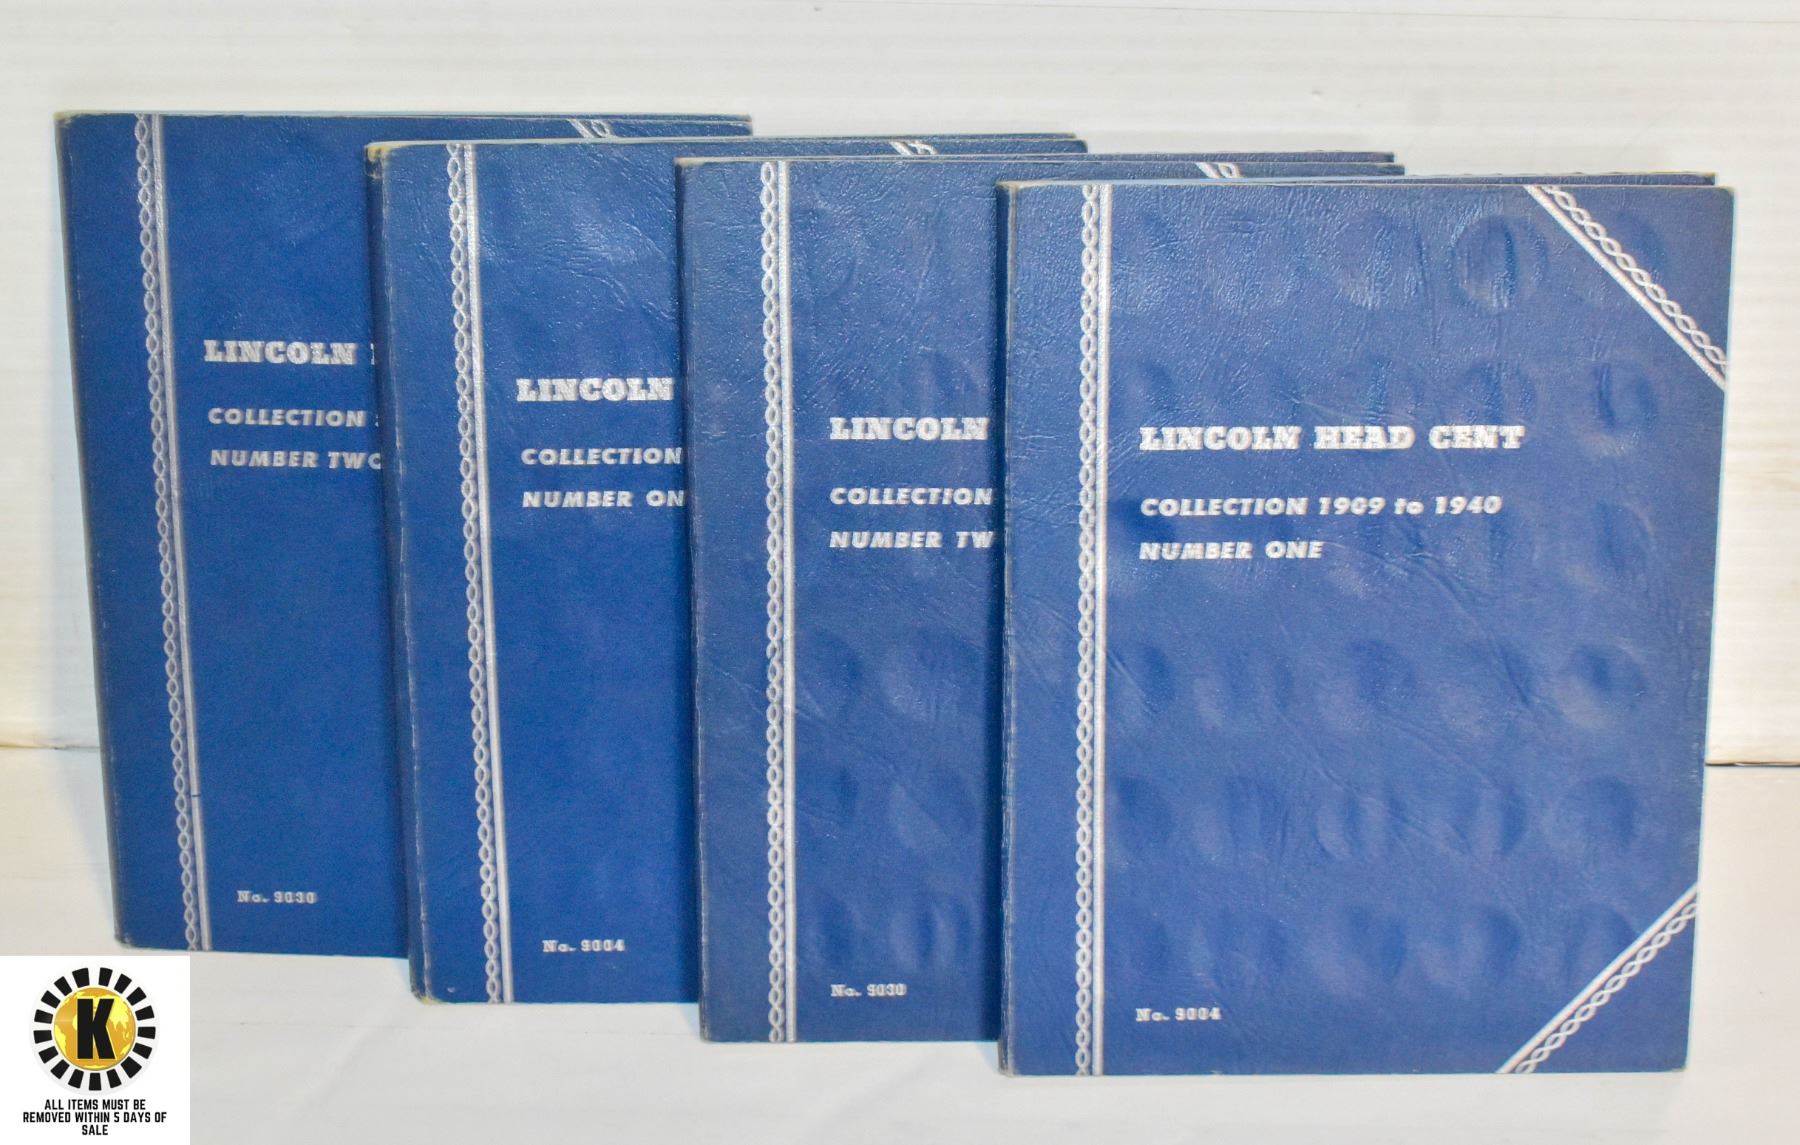 LINCOLN
COLLECTION
NUMBER TWO
No. 9030
LINCOLN
COLLECTION
NUMBER ON
No. 9004
LINCOLN
COLLECTION
NUMBER TW
No. 9030
LINCOLN HEAD CENT
COLLECTION 1909 to 1940
NUMBER ONE
No. 9004
K
ALL ITEMS MUST BE
REMOVED WITHIN 5 DAYS OF
SALE